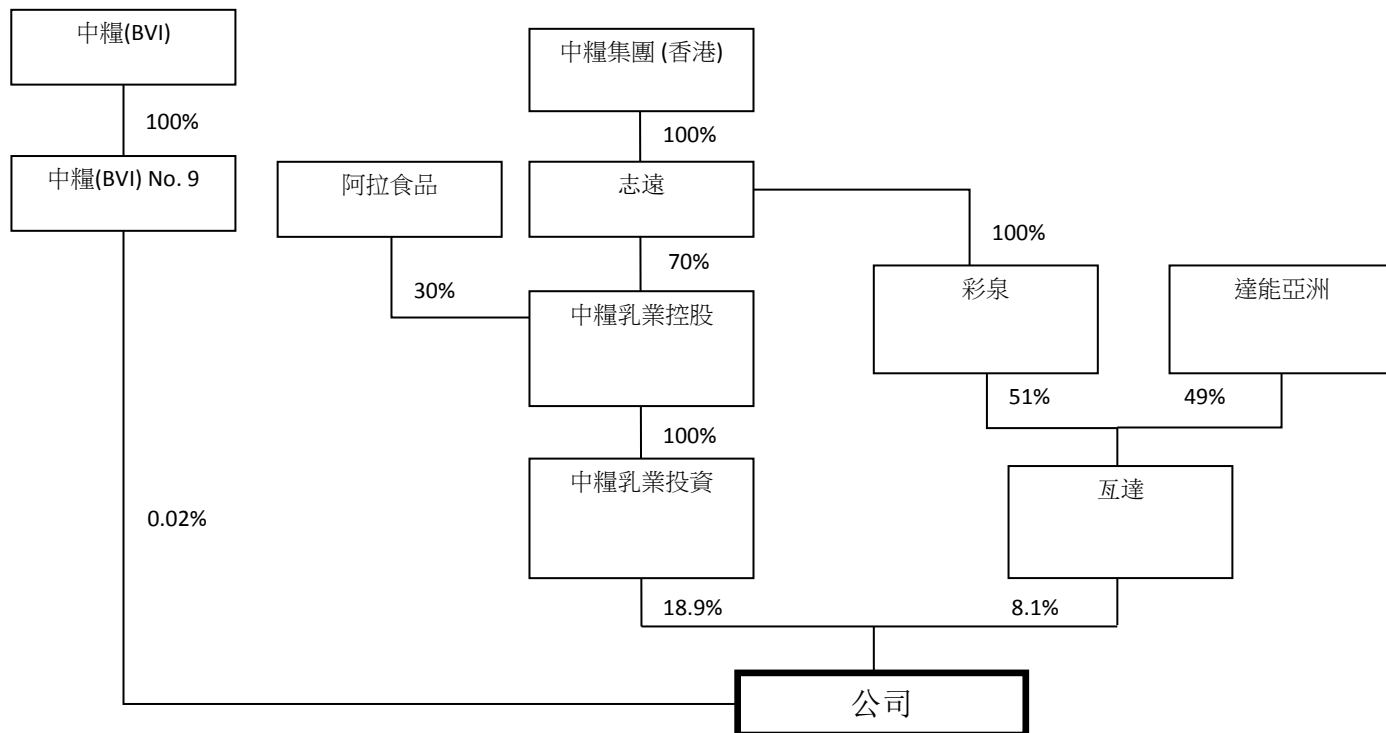 中糧(BVI)
中糧集團 (香港)
100%
100%
中糧(BVI) No. 9
阿拉食品
志遠
100%
70%
30%
中糧乳業控股
彩泉
達能亞洲
51%
49%
100%
中糧乳業投資
亙達
0.02%
18.9%
8.1%
公司